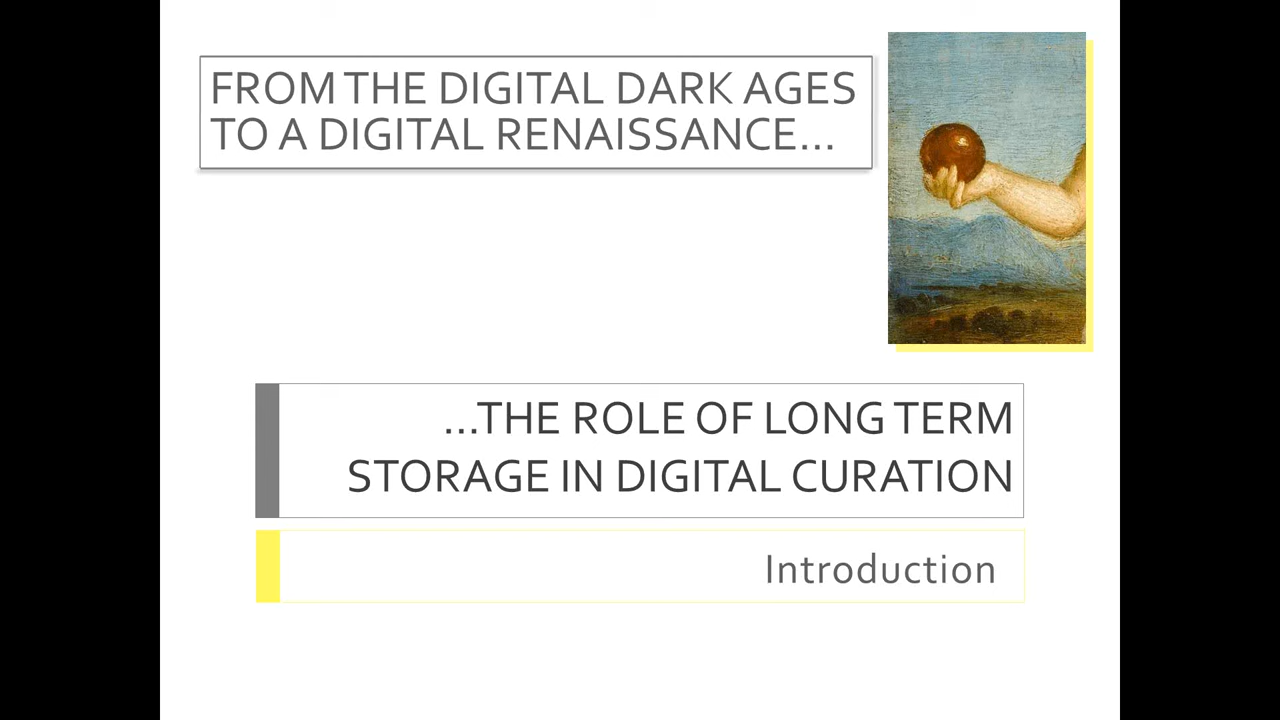 FROM THE DIGITAL DARK AGES
TO A DIGITAL RENAISSANCE...
...THE ROLE OF LONG TERM
STORAGE IN DIGITAL CURATION
Introduction